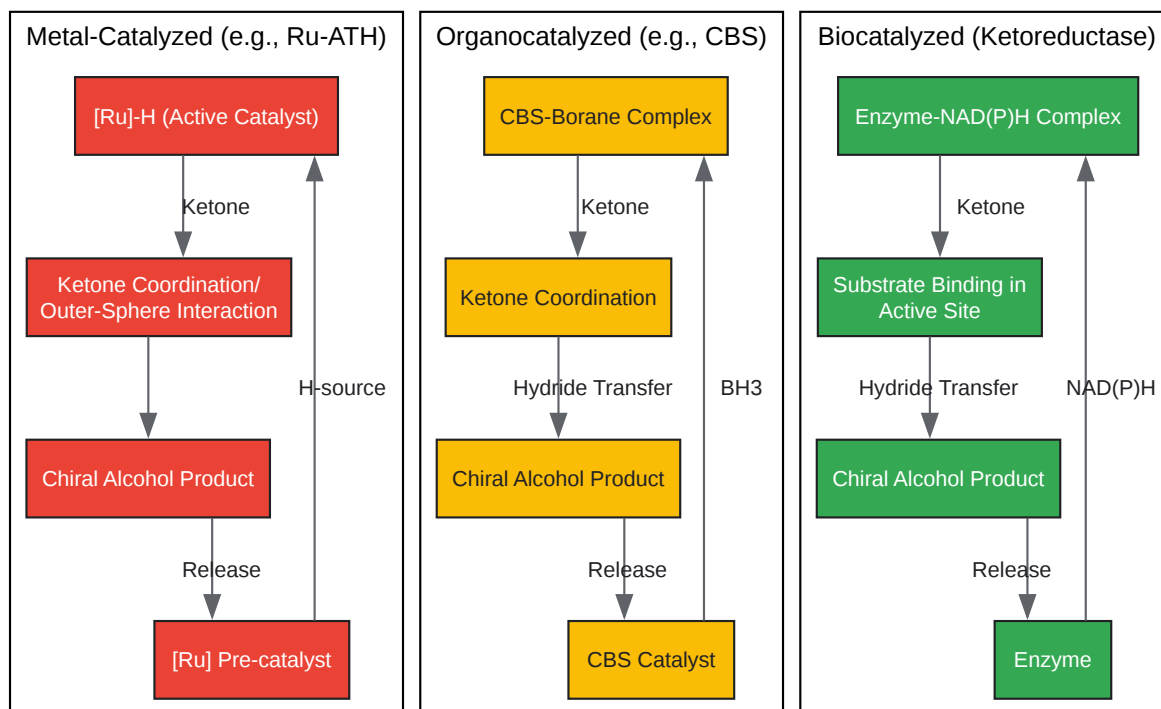 Metal-Catalyzed (e.g., Ru-ATH)
[Ru]-H (Active Catalyst)
Ketone
Ketone Coordination/
Outer-Sphere Interaction
H-source
Chiral Alcohol Product
Release
[Ru] Pre-catalyst
Organocatalyzed (e.g., CBS)
CBS-Borane Complex
Ketone
Ketone Coordination
Hydride Transfer
BH3
Chiral Alcohol Product
Release
CBS Catalyst
Biocatalyzed (Ketoreductase)
Enzyme-NAD(P)H Complex
Ketone
Substrate Binding in
Active Site
Hydride Transfer
NAD(P)H
Chiral Alcohol Product
Release
Enzyme